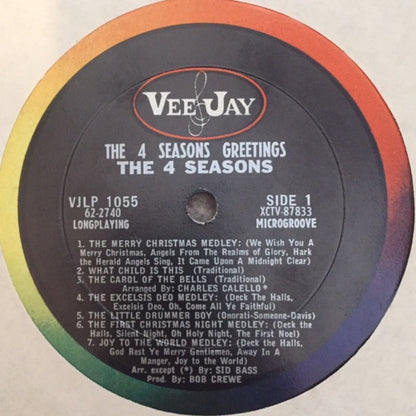 VEE JAY
THE 4 SEASONS GREETINGS
THE 4 SEASONS
VJLP 1055 SIDE 1
62-2740 XCTV-87833
LONGPLAYING MICROGROOVE
1. THE MERRY CHRISTMAS MEDLEY: (We Wish You A
Merry Christmas, Angels From The Realms of Glory, Hark
the Herald Angels Sing, It Came Upon A Midnight Clear)
2. WHAT CHILD IS THIS (Traditional)
3. THE CAROL OF THE BELLS (Traditional)
Arranged By: CHARLES CALELLO*
4. THE EXCELSIS DEO MEDLEY: (Deck The Halls,
Excelsis Deo, Oh, Come All Ye Faithful)
5. THE LITTLE DRUMMER BOY (Onorati-Someone-Davis)
6. THE FIRST CHRISTMAS NIGHT MEDLEY: (Deck the
Halls, Silent Night, Oh Holy Night, The First Noel)
7. JOY TO THE WORLD MEDLEY: (Deck the Halls,
God Rest Ye Merry Gentlemen, Away In A
Manger, Joy To The World)
Arr. except (*) By: SID BASS
Prod. By: BOB CREWE